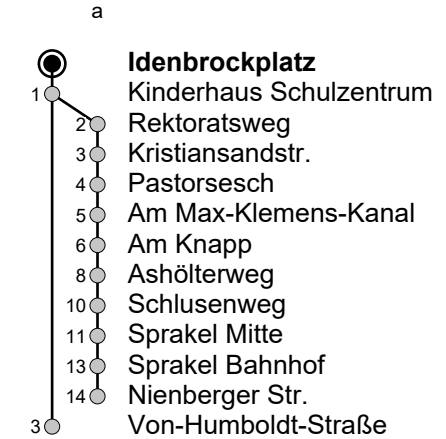 a
Idenbrockplatz
1 Kinderhaus Schulzentrum
2 Rektoratsweg
3 Kristiansandstr.
4 Pastorsesch
5 Am Max-Klemens-Kanal
6 Am Knapp
8 Ashölterweg
10 Schlusenweg
11 Sprakel Mitte
13 Sprakel Bahnhof
14 Nienberger Str.
3 Von-Humboldt-Straße